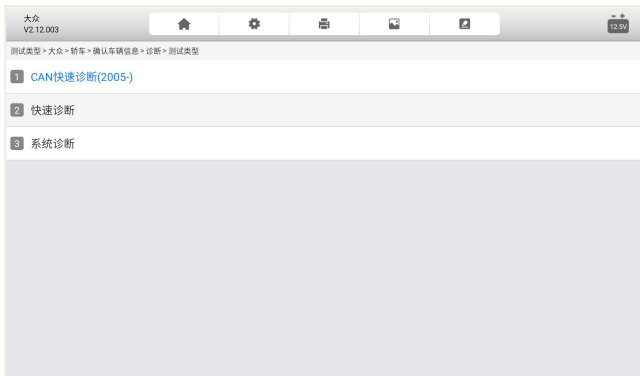 大众
V2.12.003
12.5V
测试类型 > 大众 > 轿车 > 确认车辆信息 > 诊断 > 测试类型
1 CAN快速诊断(2005-)
2 快速诊断
3 系统诊断